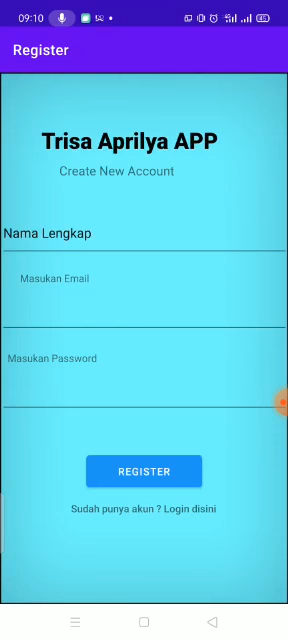 09:10
45
Register
Trisa Aprilya APP
Create New Account
Nama Lengkap
Masukan Email
Masukan Password
REGISTER
Sudah punya akun ? Login disini